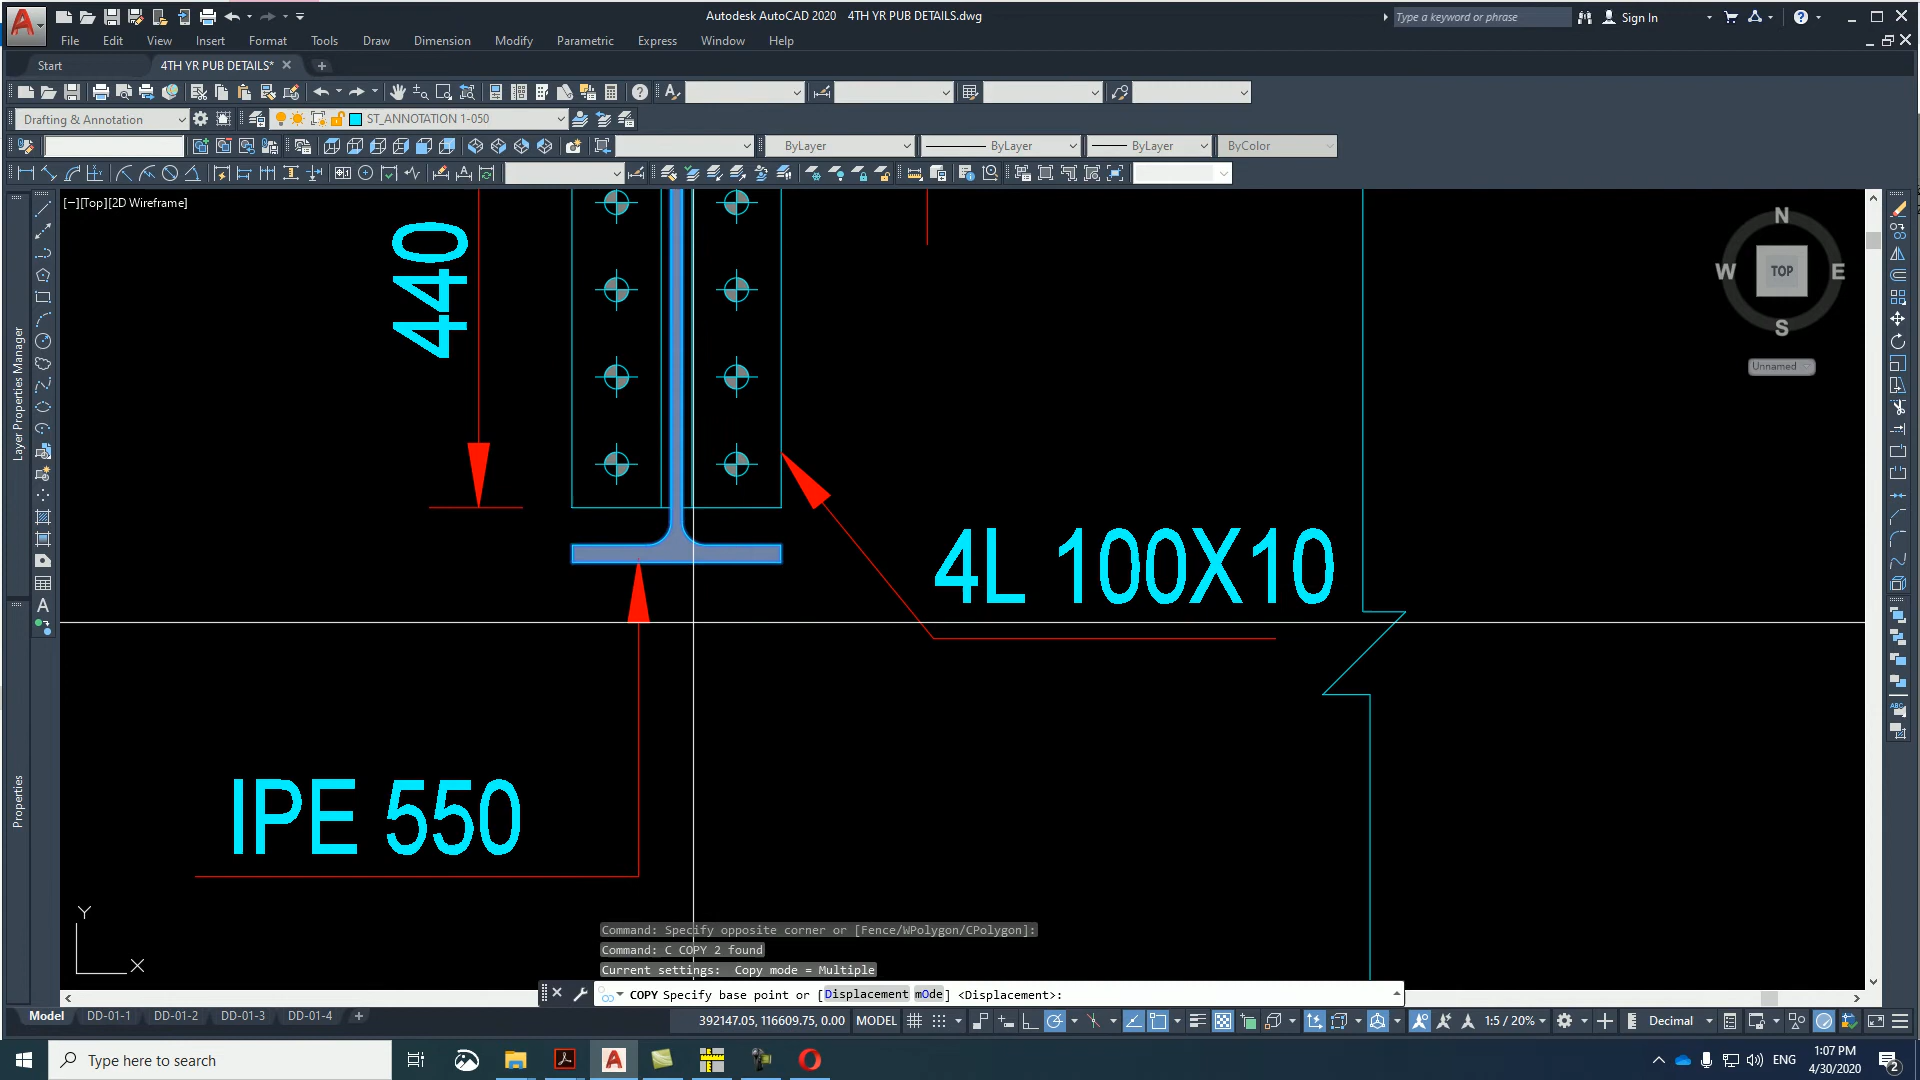 Autodesk AutoCAD 2020 4TH YR PUB DETAILS.dwg
Type a keyword or phrase
Sign In
File Edit View Insert Format Tools Draw Dimension Modify Parametric Express Window Help
Start
4TH YR PUB DETAILS*
Drafting & Annotation
ST_ANNOTATION 1-050
ByLayer
ByLayer
ByLayer
ByColor
[−][Top][2D Wireframe]
N
W
TOP
E
S
Unnamed
Layer Properties Manager
Properties
440
4L 100X10
IPE 550
Y
X
Command: Specify opposite corner or [Fence/WPolygon/CPolygon]:
Command: C COPY 2 found
Current settings: Copy mode = Multiple
COPY Specify base point or [Displacement mOde] <Displacement>:
Model DD-01-1 DD-01-2 DD-01-3 DD-01-4
392147.05, 116609.75, 0.00 MODEL
1:5 / 20%
Decimal
Type here to search
ENG
1:07 PM
4/30/2020
2